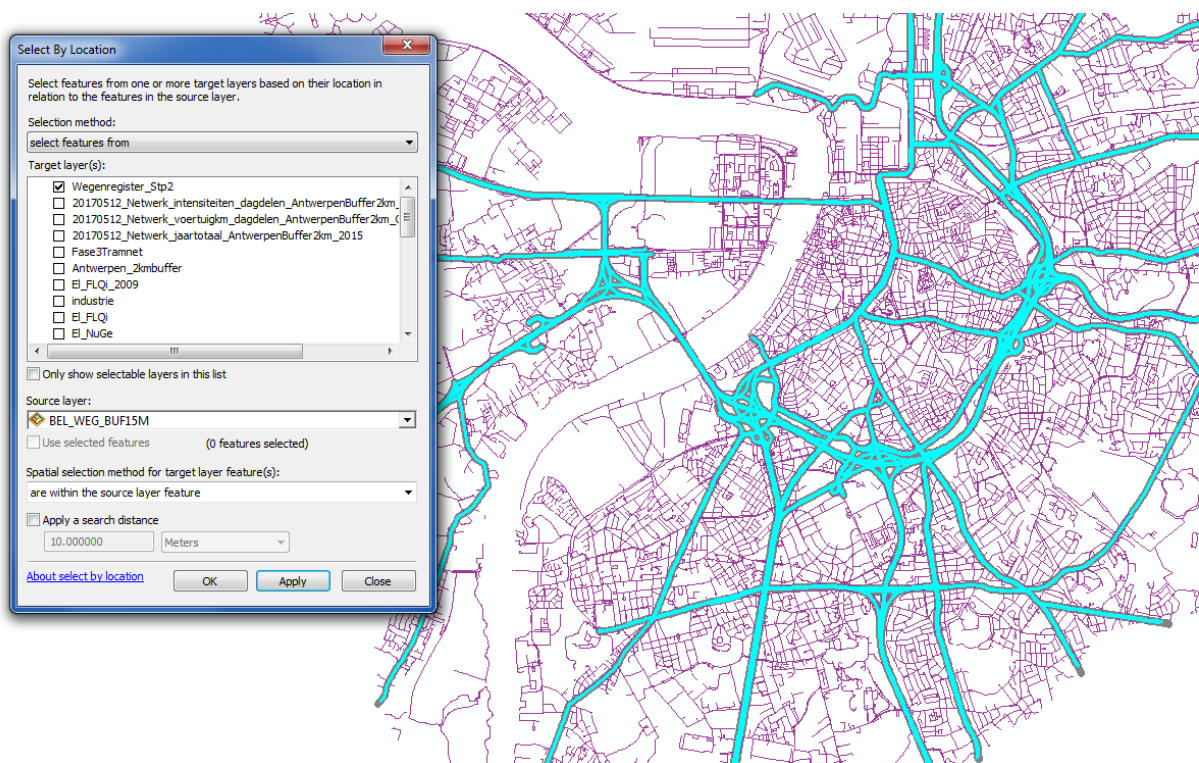 Select By Location
Select features from one or more target layers based on their location in
relation to the features in the source layer.
Selection method:
select features from
Target layer(s):
Wegenregister_Stp2
20170512_Netwerk_intensiteiten_dagdelen_AntwerpenBuffer2km_
20170512_Netwerk_voertuigkm_dagdelen_AntwerpenBuffer2km_
20170512_Netwerk_jaartotaal_AntwerpenBuffer2km_2015
Fase3Tramnet
Antwerpen_2kmbuffer
El_FLQi_2009
industrie
El_FLQi
El_NuGe
Only show selectable layers in this list
Source layer:
BEL_WEG_BUF15M
Use selected features (0 features selected)
Spatial selection method for target layer feature(s):
are within the source layer feature
Apply a search distance
10.000000 Meters
About select by location OK Apply Close